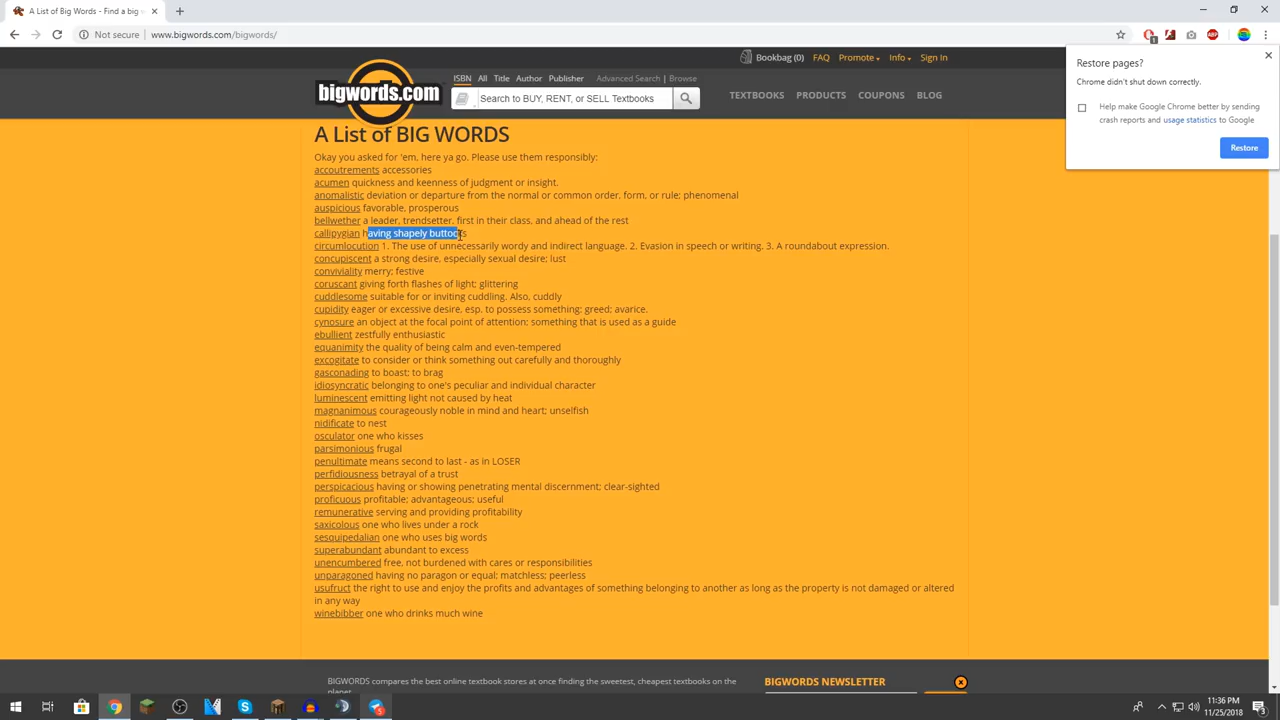 A List of Big Words - Find a big s
Not secure | www.bigwords.com/bigwords/
Restore pages?
Chrome didn't shut down correctly.
Help make Google Chrome better by sending
crash reports and usage statistics to Google
Restore
Bookbag (0) FAQ Promote Info Sign In
bigwords.com
ISBN All Title Author Publisher Advanced Search | Browse
Search to BUY, RENT, or SELL Textbooks
TEXTBOOKS PRODUCTS COUPONS BLOG
A List of BIG WORDS
Okay you asked for 'em, here ya go. Please use them responsibly:
accoutrements accessories
acumen quickness and keenness of judgment or insight.
anomalistic deviation or departure from the normal or common order, form, or rule; phenomenal
auspicious favorable, prosperous
bellwether a leader, trendsetter, first in their class, and ahead of the rest
callipygian having shapely buttocks
circumlocution 1. The use of unnecessarily wordy and indirect language. 2. Evasion in speech or writing. 3. A roundabout expression.
concupiscent a strong desire, especially sexual desire; lust
conviviality merry; festive
coruscant giving forth flashes of light; glittering
cuddlesome suitable for or inviting cuddling. Also, cuddly
cupidity eager or excessive desire, esp. to possess something; greed; avarice.
cynosure an object at the focal point of attention: something that is used as a guide
ebullient zestfully enthusiastic
equanimity the quality of being calm and even-tempered
excogitate to consider or think something out carefully and thoroughly
gasconading to boast; to brag
idiosyncratic belonging to one's peculiar and individual character
luminescent emitting light not caused by heat
magnanimous courageously noble in mind and heart; unselfish
nidificate to nest
osculator one who kisses
parsimonious frugal
penultimate means second to last - as in LOSER
perfidiousness betrayal of a trust
perspicacious having or showing penetrating mental discernment; clear-sighted
proficuous profitable; advantageous; useful
remunerative serving and providing profitability
saxicolous one who lives under a rock
sesquipedalian one who uses big words
superabundant abundant to excess
unencumbered free, not burdened with cares or responsibilities
unparagoned having no paragon or equal; matchless; peerless
usufruct the right to use and enjoy the profits and advantages of something belonging to another as long as the property is not damaged or altered
in any way
winebibber one who drinks much wine
BIGWORDS compares the best online textbook stores at once finding the sweetest, cheapest textbooks on the
planet
BIGWORDS NEWSLETTER
11:36 PM
11/25/2018